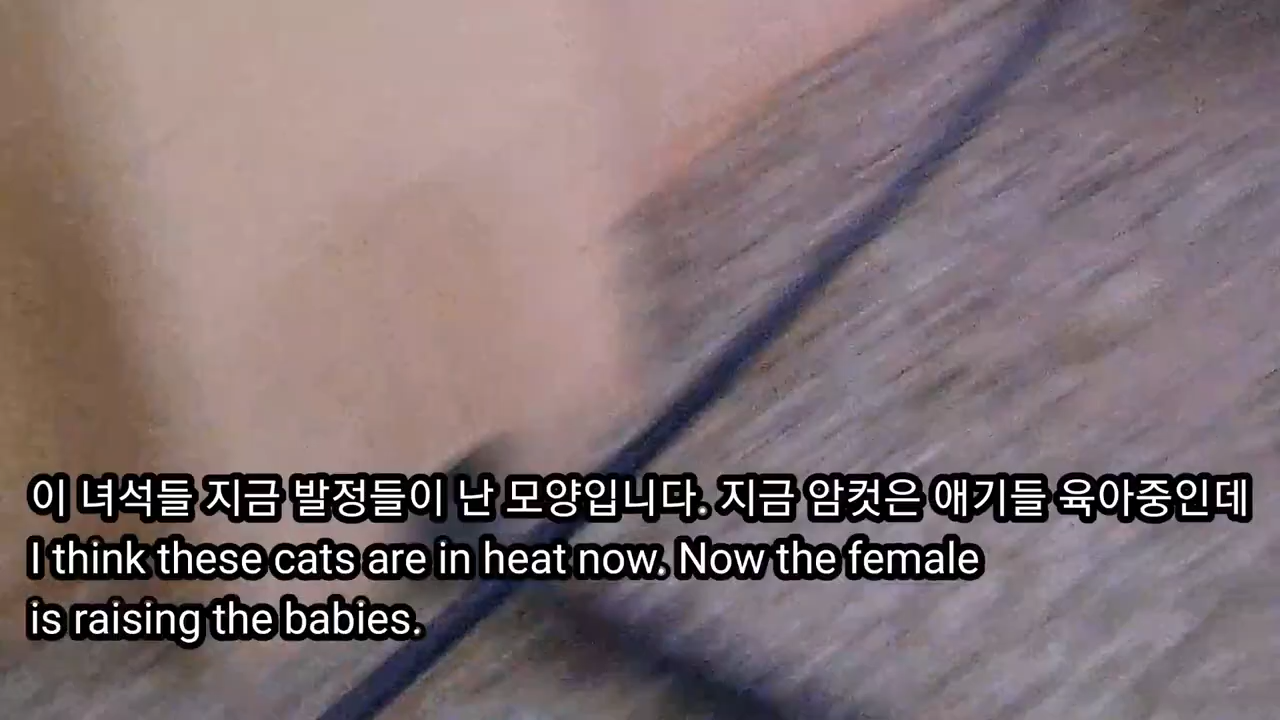 이 녀석들 지금 발정들이 난 모양입니다. 지금 암컷은 애기들 육아중인데
I think these cats are in heat now. Now the female
is raising the babies.